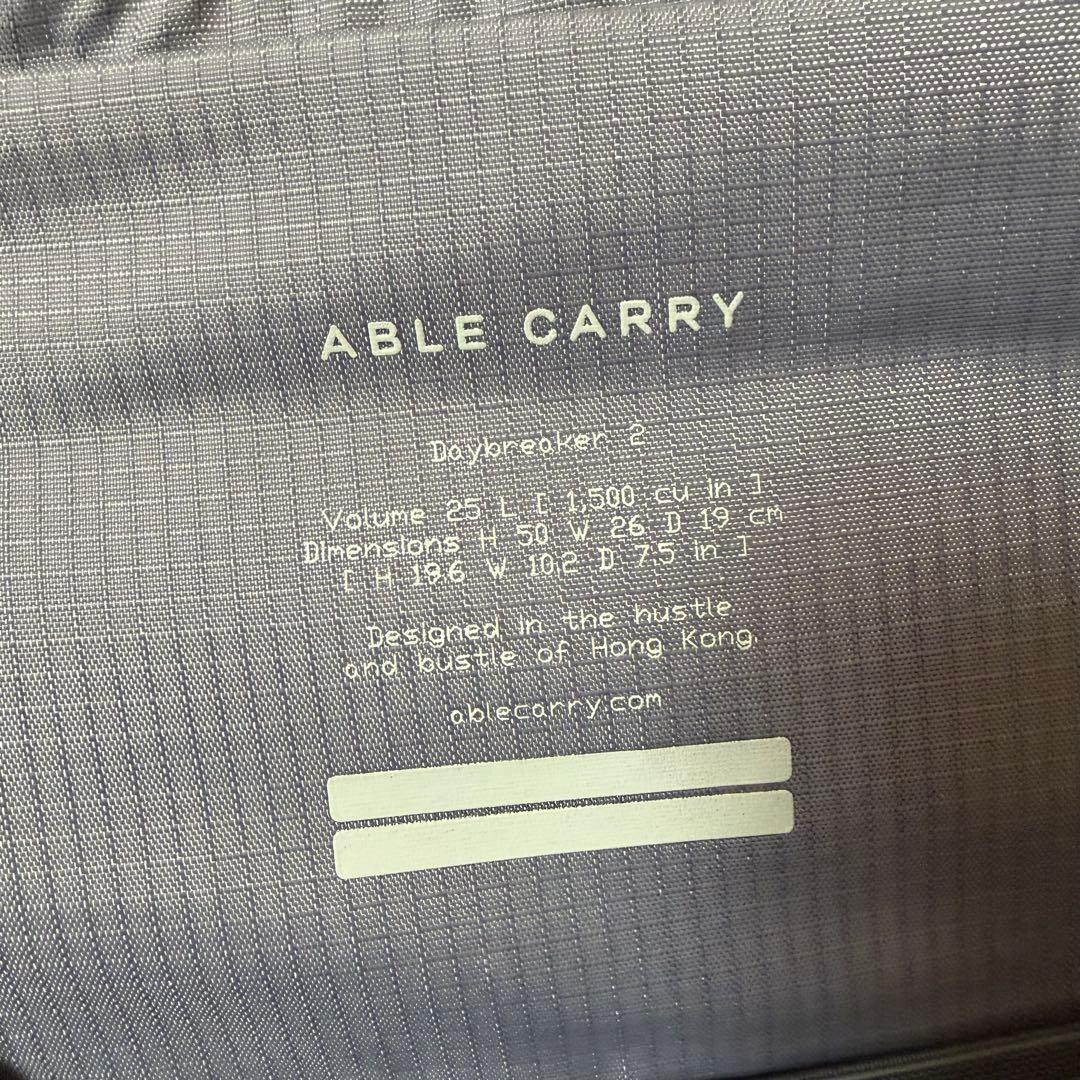 ABLE CARRY
Daybreaker 2
Volume 25 L [ 1,500 cu in ]
Dimensions H 50 W 26 D 19 cm
[ H 19.6 W 10.2 D 7.5 in ]
Designed in the hustle
and bustle of Hong Kong.
ablecarry.com